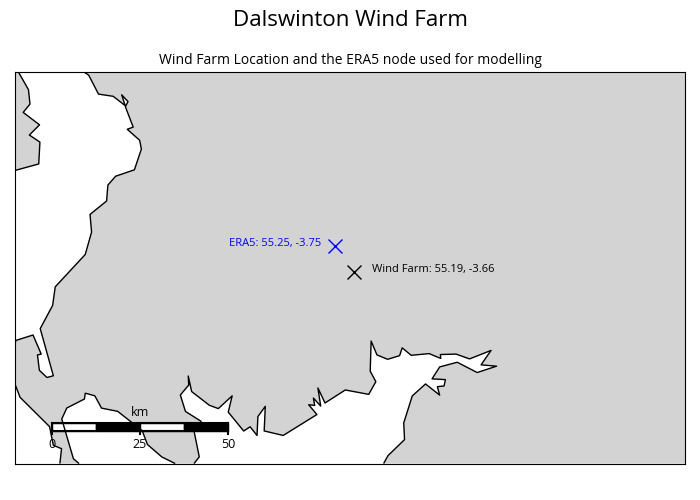 Dalswinton Wind Farm
Wind Farm Location and the ERA5 node used for modelling
ERA5: 55.25, -3.75
Wind Farm: 55.19, -3.66
km
0 25 50